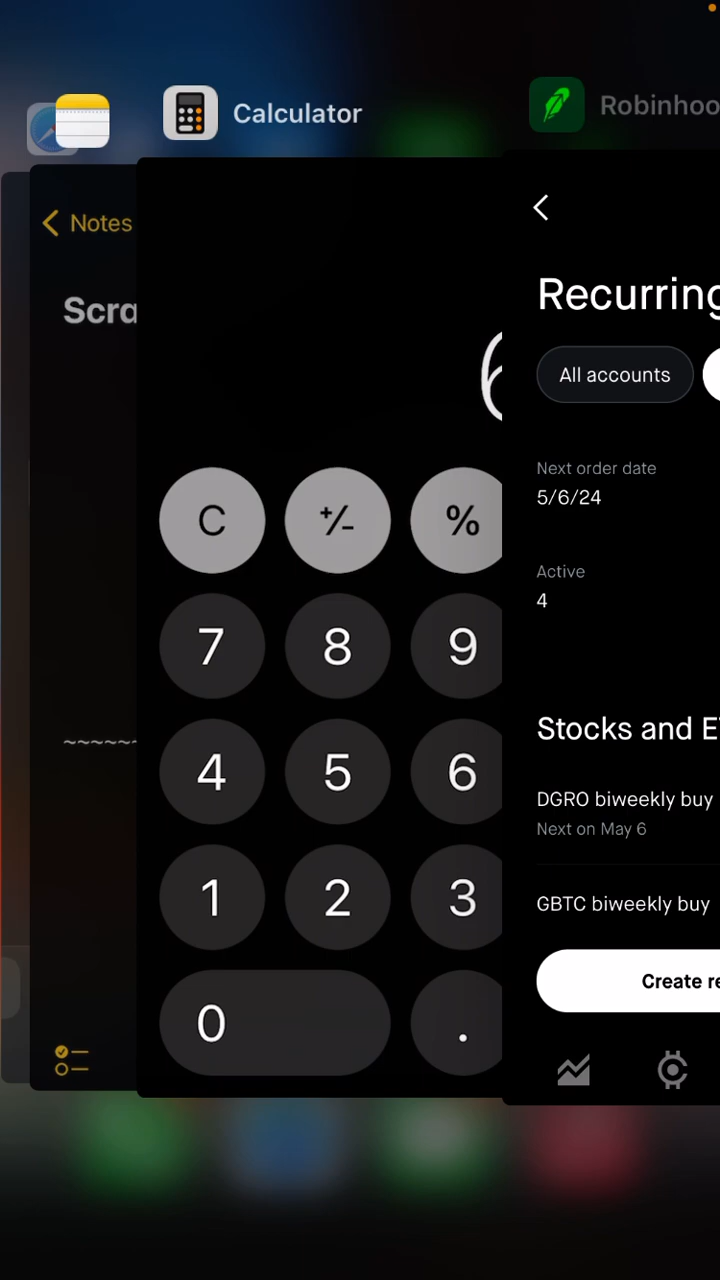 Calculator
Robinhoo
Notes
Scra
~~~~~~
6
C
+/-
%
7
8
9
4
5
6
1
2
3
0
.
Recurring
All accounts
Next order date
5/6/24
Active
4
Stocks and E
DGRO biweekly buy
Next on May 6
GBTC biweekly buy
Create re